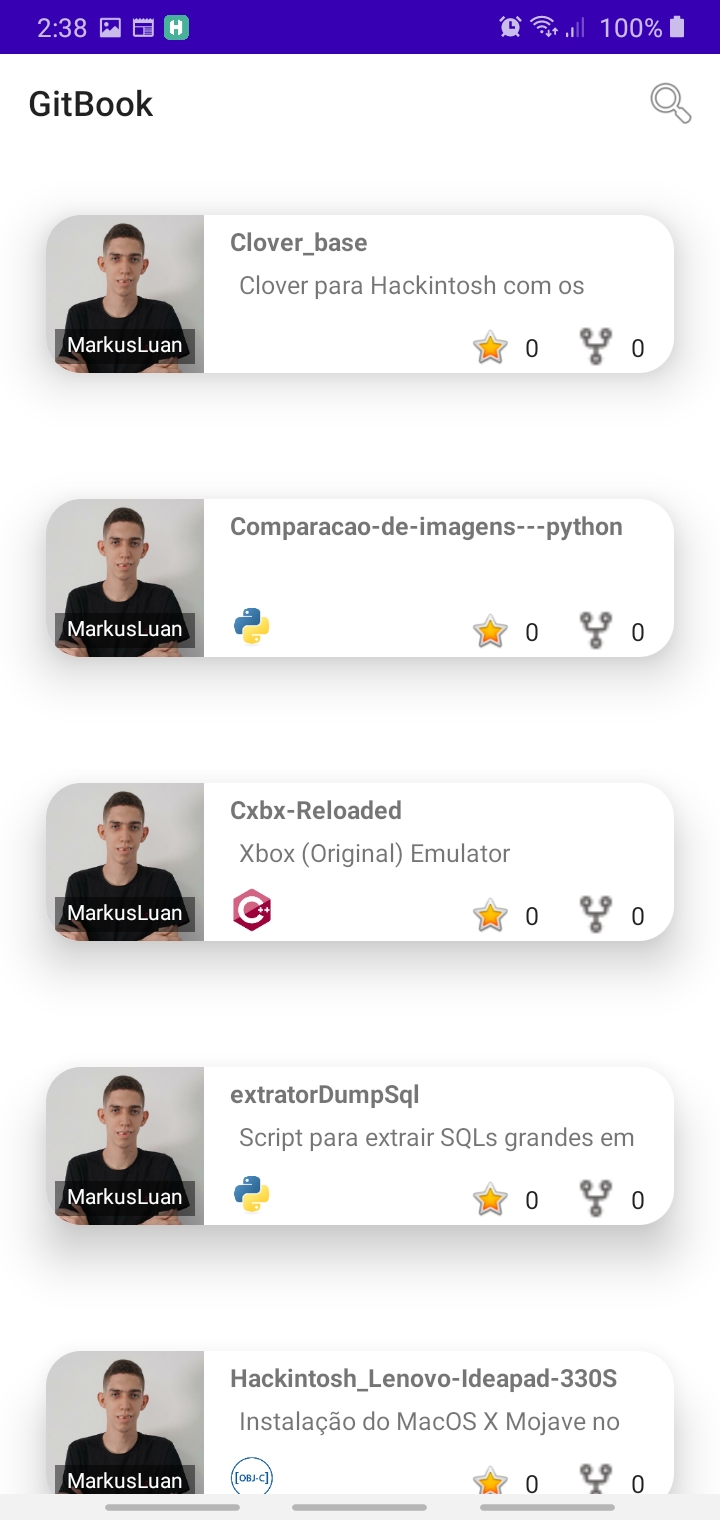 2:38
100%
GitBook
Clover_base
Clover para Hackintosh com os
MarkusLuan
0
0
Comparacao-de-imagens---python
MarkusLuan
0
0
Cxbx-Reloaded
Xbox (Original) Emulator
MarkusLuan
C++
0
0
extratorDumpSql
Script para extrair SQLs grandes em
MarkusLuan
0
0
Hackintosh_Lenovo-Ideapad-330S
Instalação do MacOS X Mojave no
MarkusLuan
[OBJ-C]
0
0